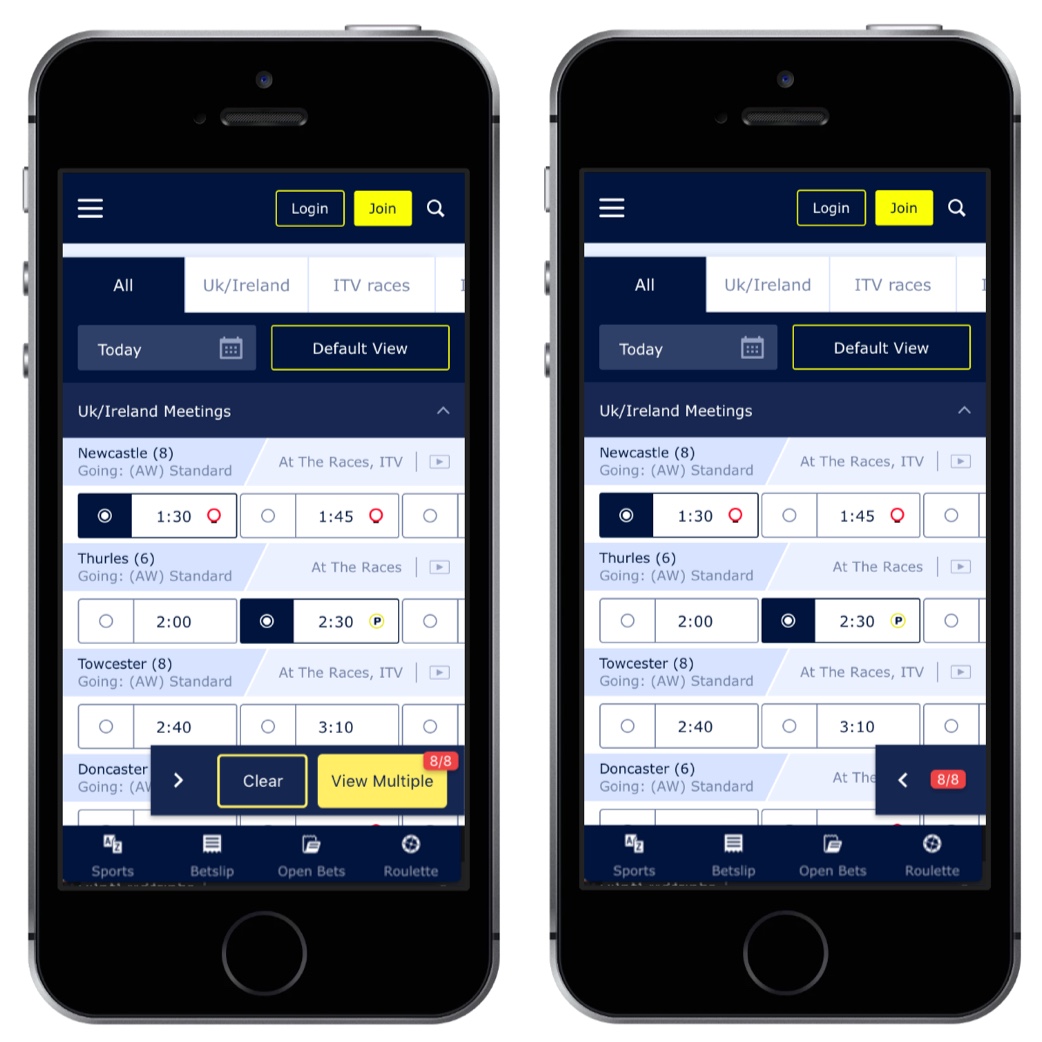 Login Join
All Uk/Ireland ITV races
Today Default View
Uk/Ireland Meetings
Newcastle (8)
Going: (AW) Standard At The Races, ITV
1:30 1:45
Thurles (6)
Going: (AW) Standard At The Races
2:00 2:30 P
Towcester (8)
Going: (AW) Standard At The Races, ITV
2:40 3:10
Doncaster
Going: (AW)
Clear View Multiple 8/8
Sports Betslip Open Bets Roulette
Login Join
All Uk/Ireland ITV races
Today Default View
Uk/Ireland Meetings
Newcastle (8)
Going: (AW) Standard At The Races, ITV
1:30 1:45
Thurles (6)
Going: (AW) Standard At The Races
2:00 2:30 P
Towcester (8)
Going: (AW) Standard At The Races, ITV
2:40 3:10
Doncaster (6)
Going: (AW) Standard At The
8/8
Sports Betslip Open Bets Roulette